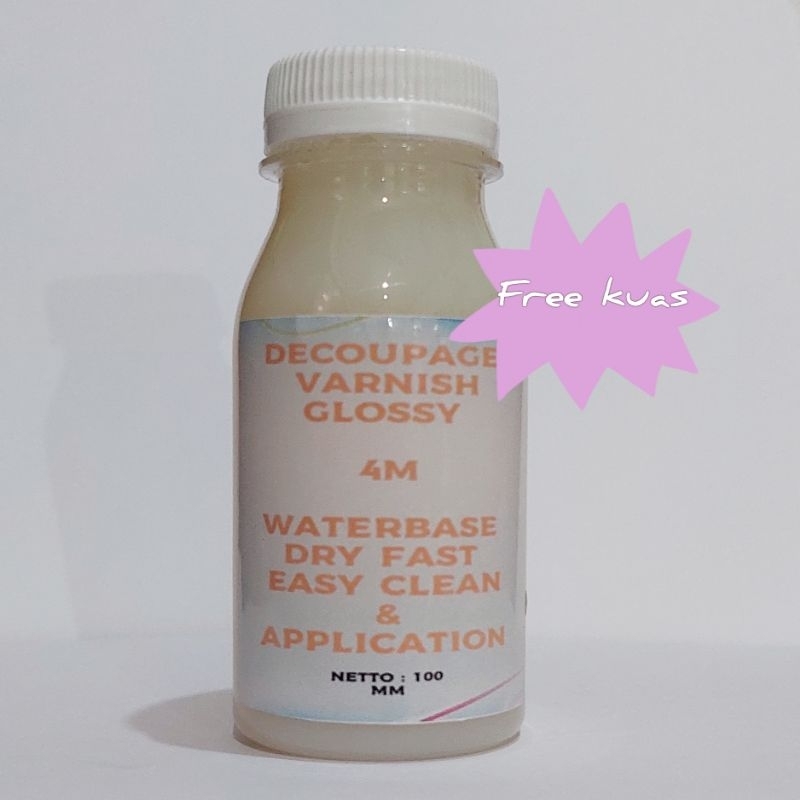 Free kuas
DECOUPAGE
VARNISH
GLOSSY
4M
WATERBASE
DRY FAST
EASY CLEAN
&
APPLICATION
NETTO : 100
MM